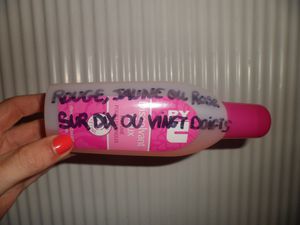 ROUGE, JAUNE OU ROSE
SUR DIX OU VINGT DOIGTS